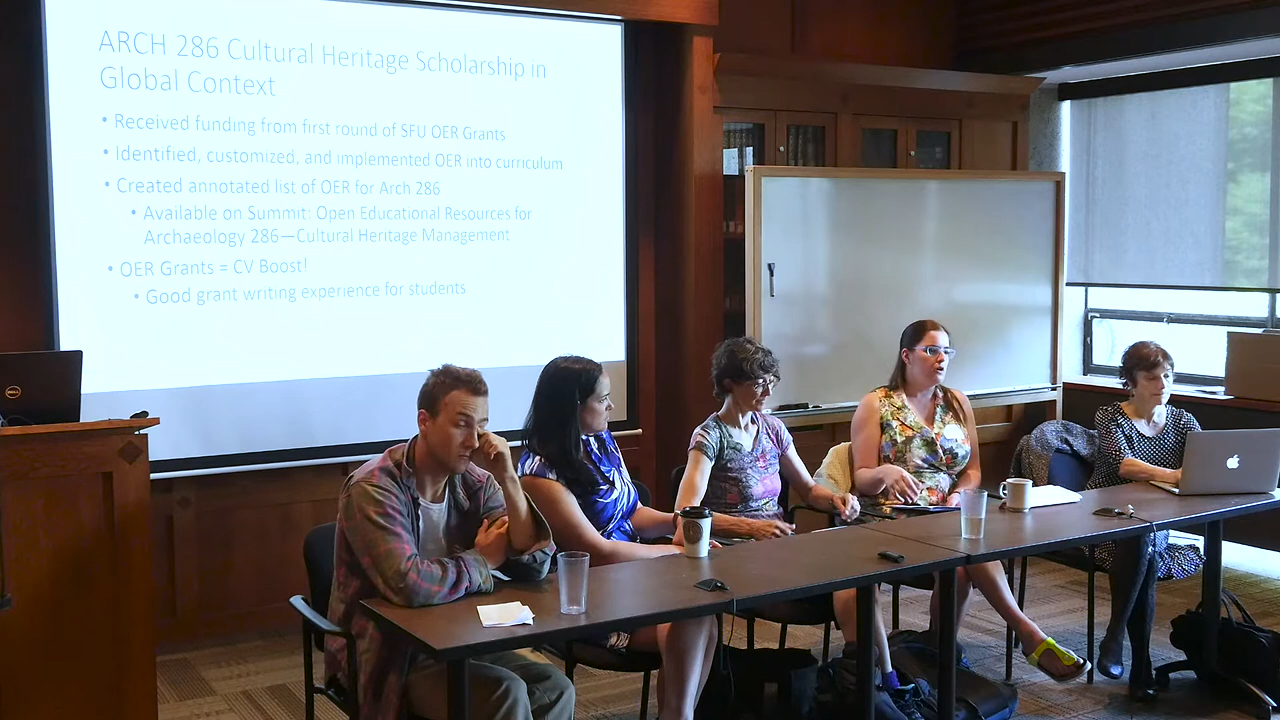 ARCH 286 Cultural Heritage Scholarship in
Global Context
• Received funding from first round of SFU OER Grants
• Identified, customized, and implemented OER into curriculum
• Created annotated list of OER for Arch 286
• Available on Summit: Open Educational Resources for
Archaeology 286—Cultural Heritage Management
• OER Grants = CV Boost!
• Good grant writing experience for students
DELL